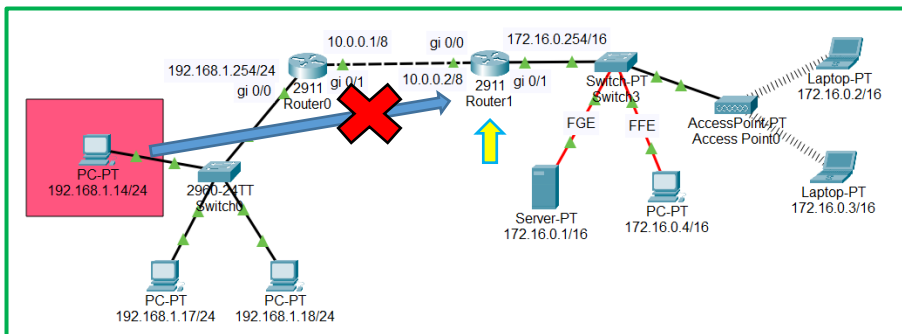 10.0.0.1/8
gi 0/0
172.16.0.254/16
192.168.1.254/24
gi 0/0
2911
Router0
gi 0/1
10.0.0.2/8
2911
Router1
gi 0/1
Switch-PT
Switch3
Laptop-PT
172.16.0.2/16
AccessPoint-PT
Access Point0
FGE
FFE
PC-PT
192.168.1.14/24
2960-24TT
Switch0
Server-PT
172.16.0.1/16
PC-PT
172.16.0.4/16
Laptop-PT
172.16.0.3/16
PC-PT
192.168.1.17/24
PC-PT
192.168.1.18/24